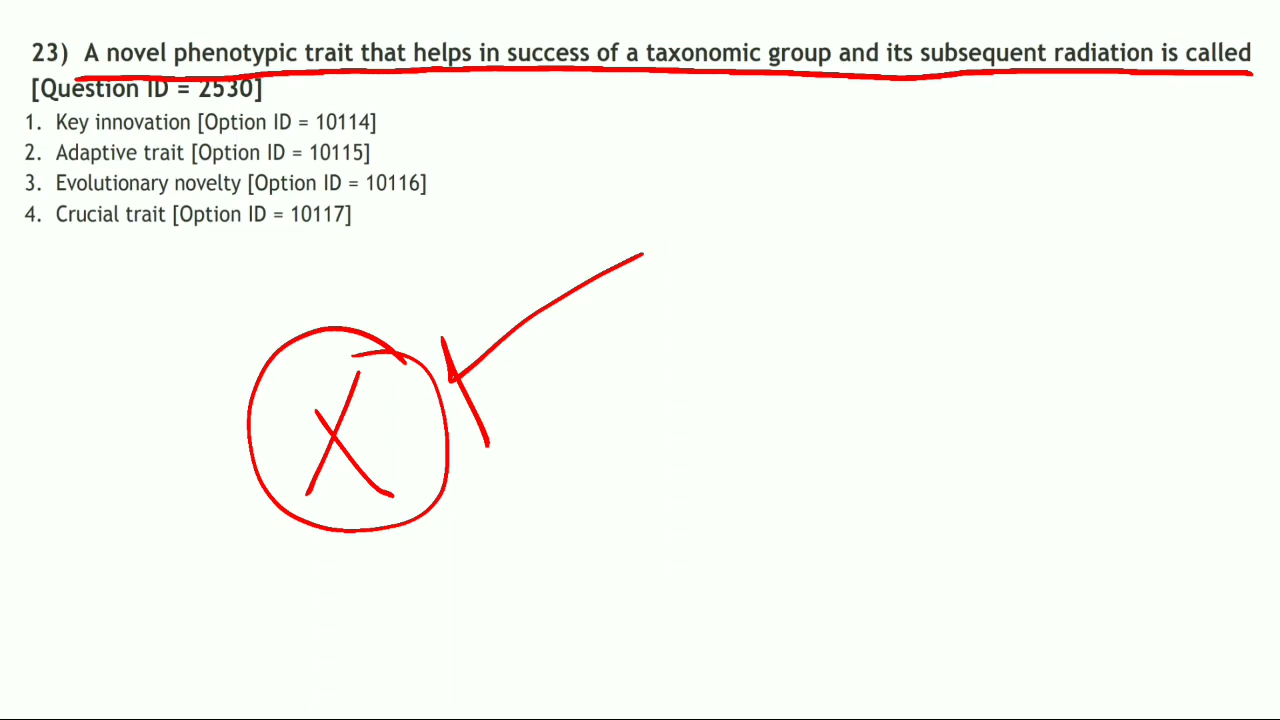 23) A novel phenotypic trait that helps in success of a taxonomic group and its subsequent radiation is called
[Question ID = 2530]
1. Key innovation [Option ID = 10114]
2. Adaptive trait [Option ID = 10115]
3. Evolutionary novelty [Option ID = 10116]
4. Crucial trait [Option ID = 10117]
X